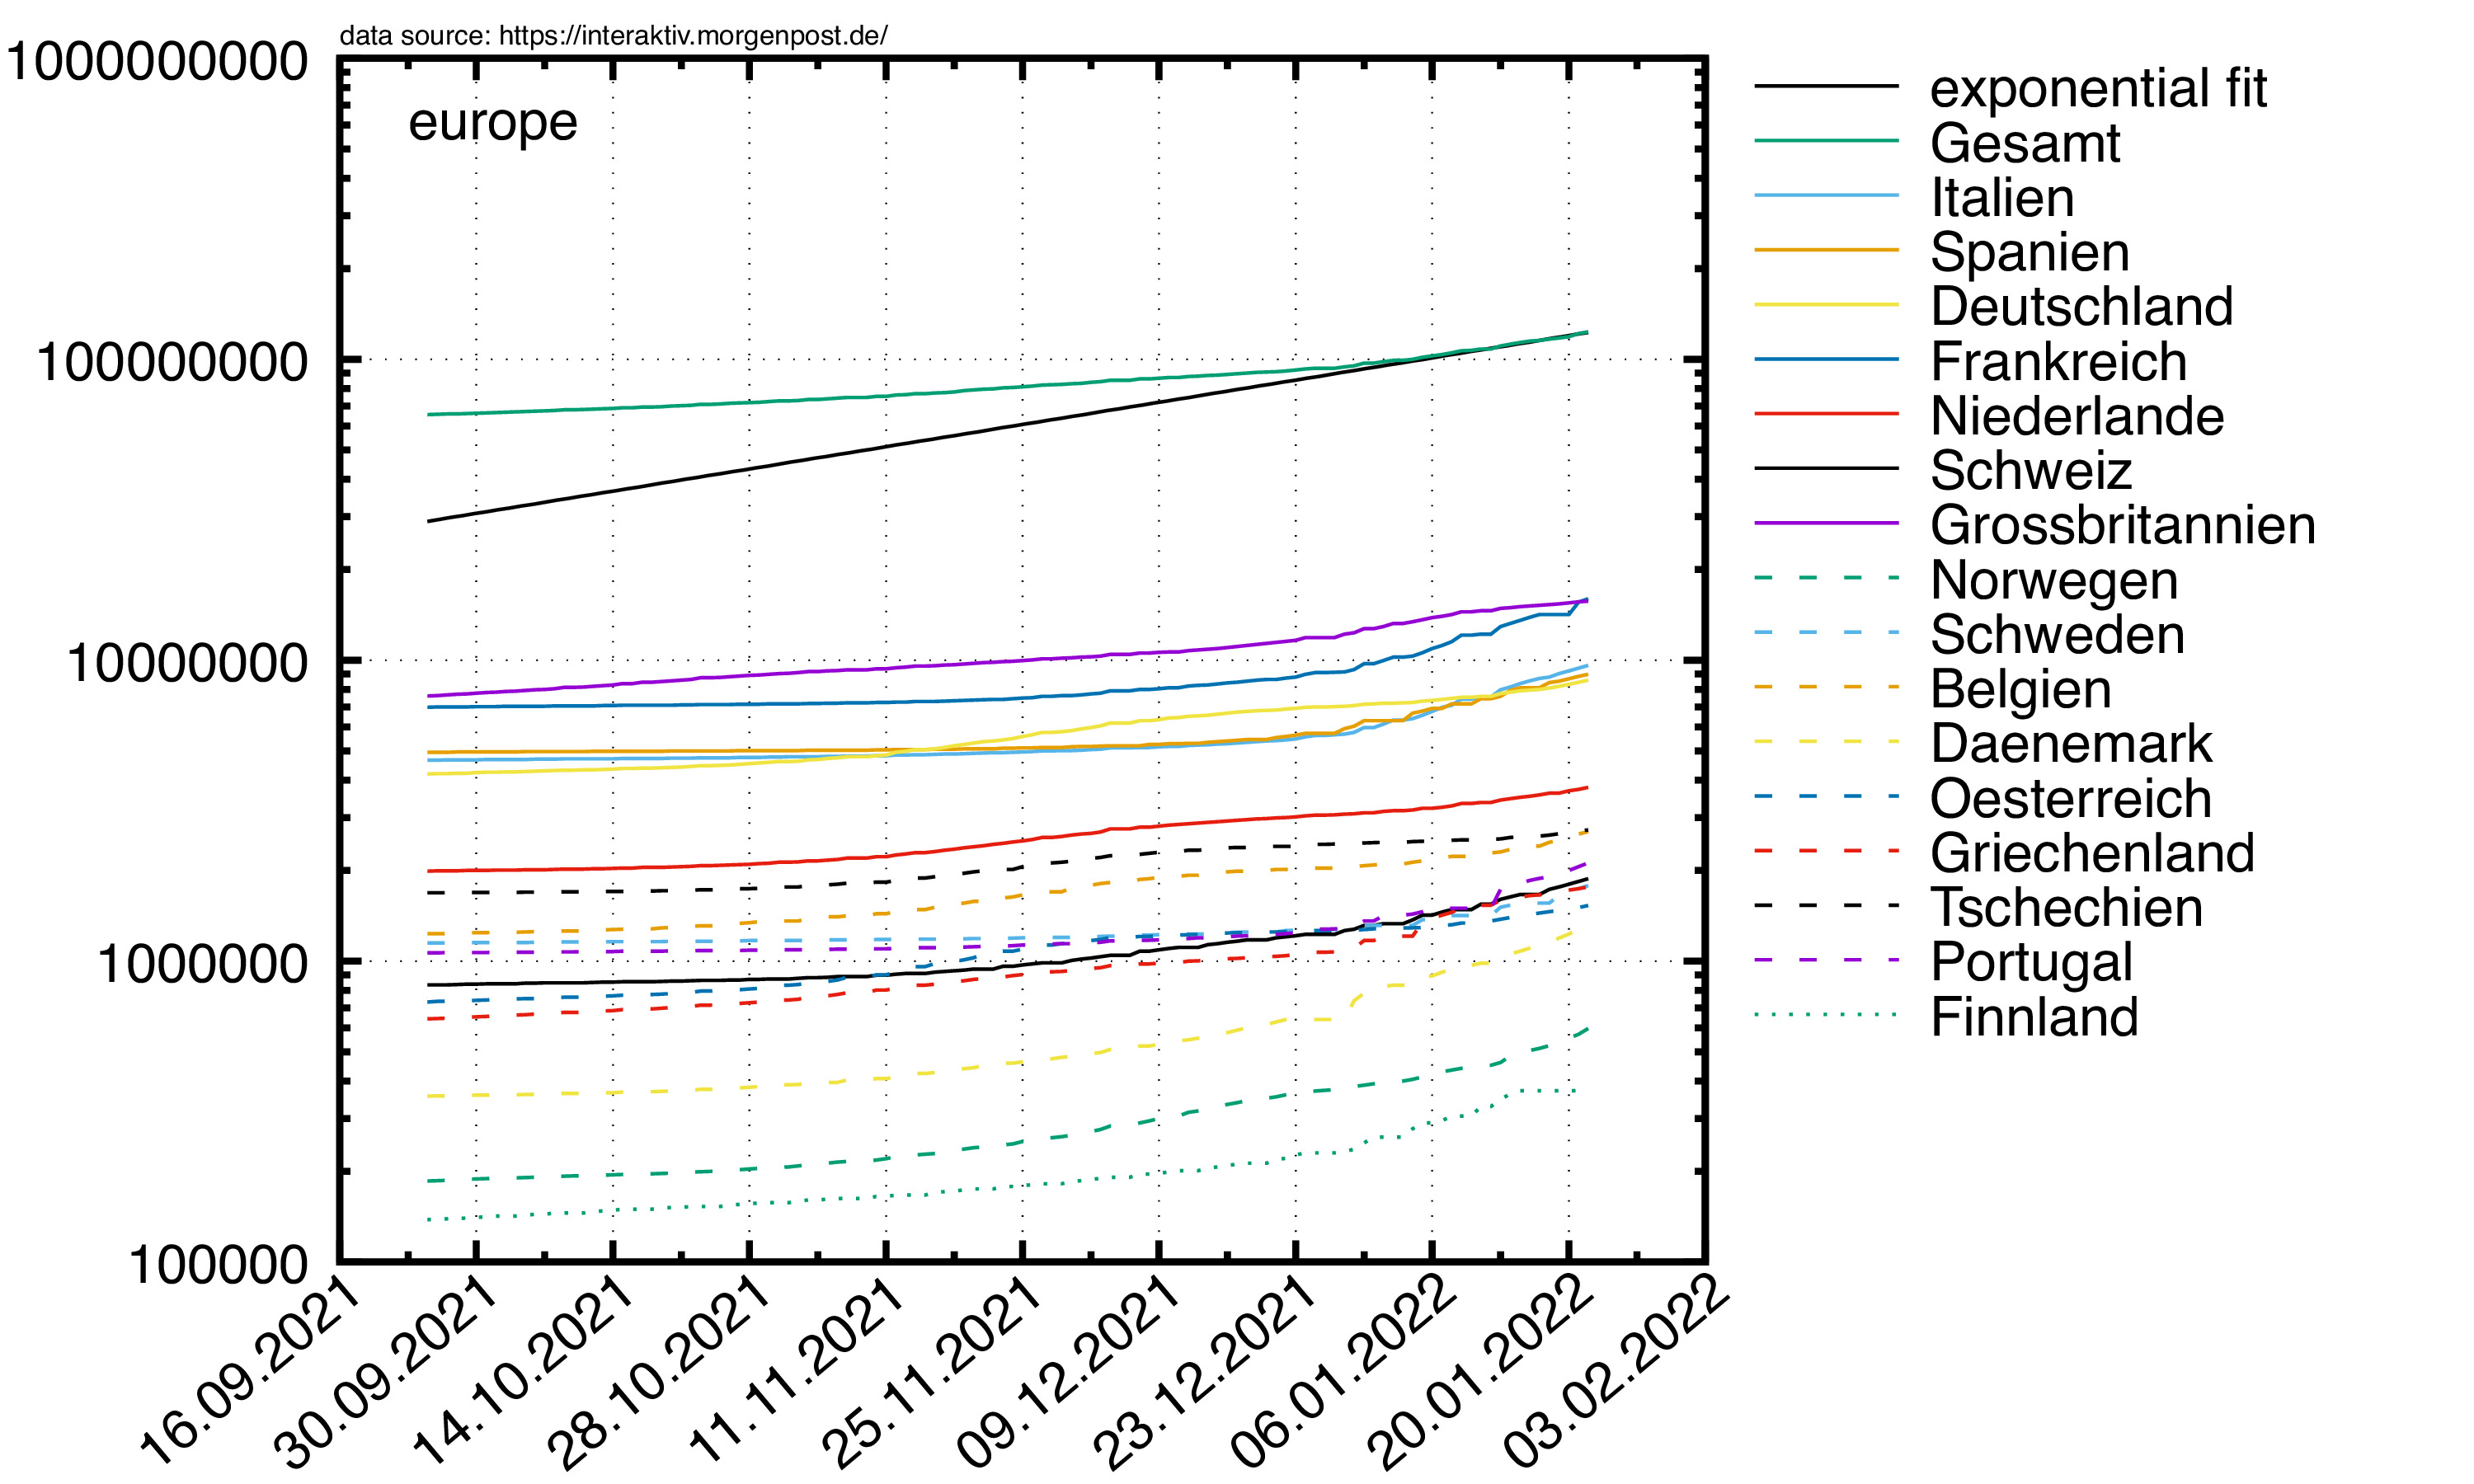 data source: https://interaktiv.morgenpost.de/
europe
1000000000
100000000
10000000
1000000
100000
16.09.2021
30.09.2021
14.10.2021
28.10.2021
11.11.2021
25.11.2021
09.12.2021
23.12.2021
06.01.2022
20.01.2022
03.02.2022
exponential fit
Gesamt
Italien
Spanien
Deutschland
Frankreich
Niederlande
Schweiz
Grossbritannien
Norwegen
Schweden
Belgien
Daenemark
Oesterreich
Griechenland
Tschechien
Portugal
Finnland